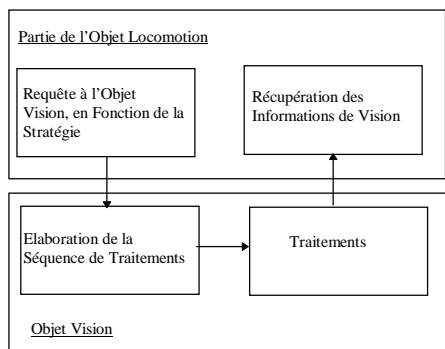 Partie de l'Objet Locomotion
Requête à l'Objet
Vision, en Fonction de la
Stratégie
Récupération des
Informations de Vision
Elaboration de la
Séquence de Traitements
Traitements
Objet Vision